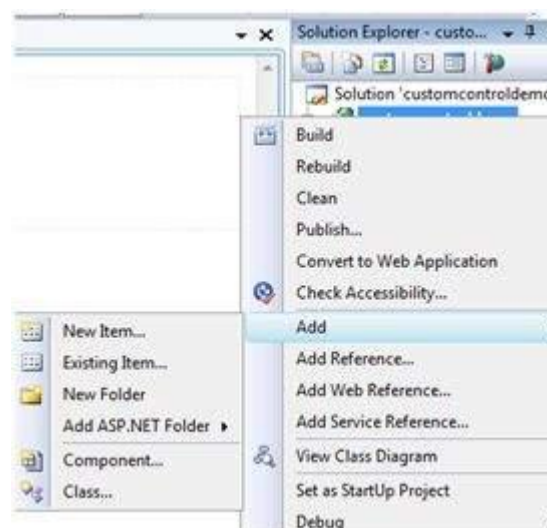 Solution Explorer - custo...
Solution 'customcontroldemo
Build
Rebuild
Clean
Publish...
Convert to Web Application
Check Accessibility...
Add
Add Reference...
Add Web Reference...
Add Service Reference...
View Class Diagram
Set as StartUp Project
Debug
New Item...
Existing Item...
New Folder
Add ASP.NET Folder
Component...
Class...